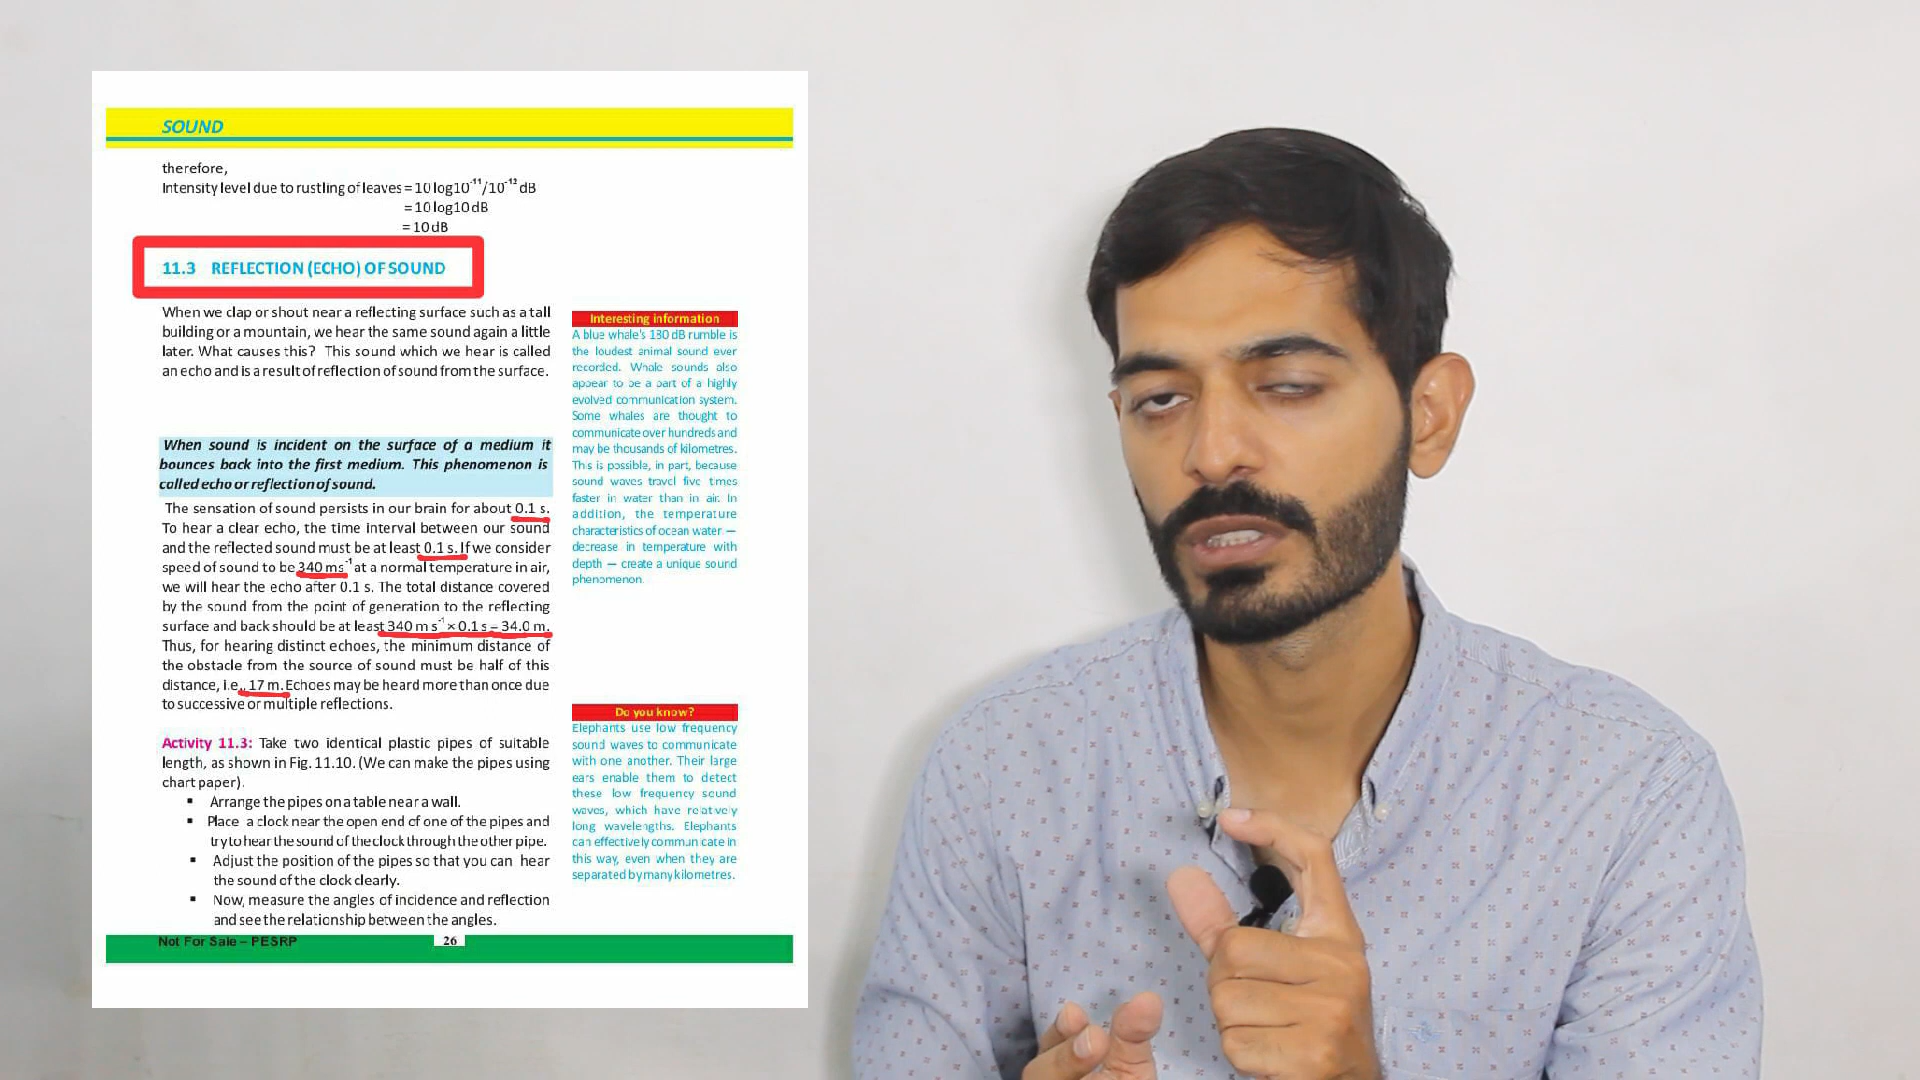 SOUND
therefore,
Intensity level due to rustling of leaves = 10 log10⁻¹¹/10⁻¹² dB
= 10 log10 dB
= 10 dB
11.3 REFLECTION (ECHO) OF SOUND
When we clap or shout near a reflecting surface such as a tall
building or a mountain, we hear the same sound again a little
later. What causes this? This sound which we hear is called
an echo and is a result of reflection of sound from the surface.
When sound is incident on the surface of a medium it
bounces back into the first medium. This phenomenon is
called echo or reflection of sound.
The sensation of sound persists in our brain for about 0.1 s.
To hear a clear echo, the time interval between our sound
and the reflected sound must be at least 0.1 s. If we consider
speed of sound to be 340 ms⁻¹ at a normal temperature in air,
we will hear the echo after 0.1 s. The total distance covered
by the sound from the point of generation to the reflecting
surface and back should be at least 340 m s⁻¹ × 0.1 s = 34.0 m.
Thus, for hearing distinct echoes, the minimum distance of
the obstacle from the source of sound must be half of this
distance, i.e., 17 m. Echoes may be heard more than once due
to successive or multiple reflections.
Activity 11.3: Take two identical plastic pipes of suitable
length, as shown in Fig. 11.10. (We can make the pipes using
chart paper).
▪ Arrange the pipes on a table near a wall.
▪ Place a clock near the open end of one of the pipes and
try to hear the sound of the clock through the other pipe.
▪ Adjust the position of the pipes so that you can hear
the sound of the clock clearly.
▪ Now, measure the angles of incidence and reflection
and see the relationship between the angles.
Interesting information
A blue whale's 180 dB rumble is
the loudest animal sound ever
recorded. Whale sounds also
appear to be a part of a highly
evolved communication system.
Some whales are thought to
communicate over hundreds and
may be thousands of kilometres.
This is possible, in part, because
sound waves travel five times
faster in water than in air. In
addition, the temperature
characteristics of ocean water —
decrease in temperature with
depth — create a unique sound
phenomenon.
Do you know?
Elephants use low frequency
sound waves to communicate
with one another. Their large
ears enable them to detect
these low frequency sound
waves, which have relatively
long wavelengths. Elephants
can effectively communicate in
this way, even when they are
separated by many kilometres.
Not For Sale – PESRP
26